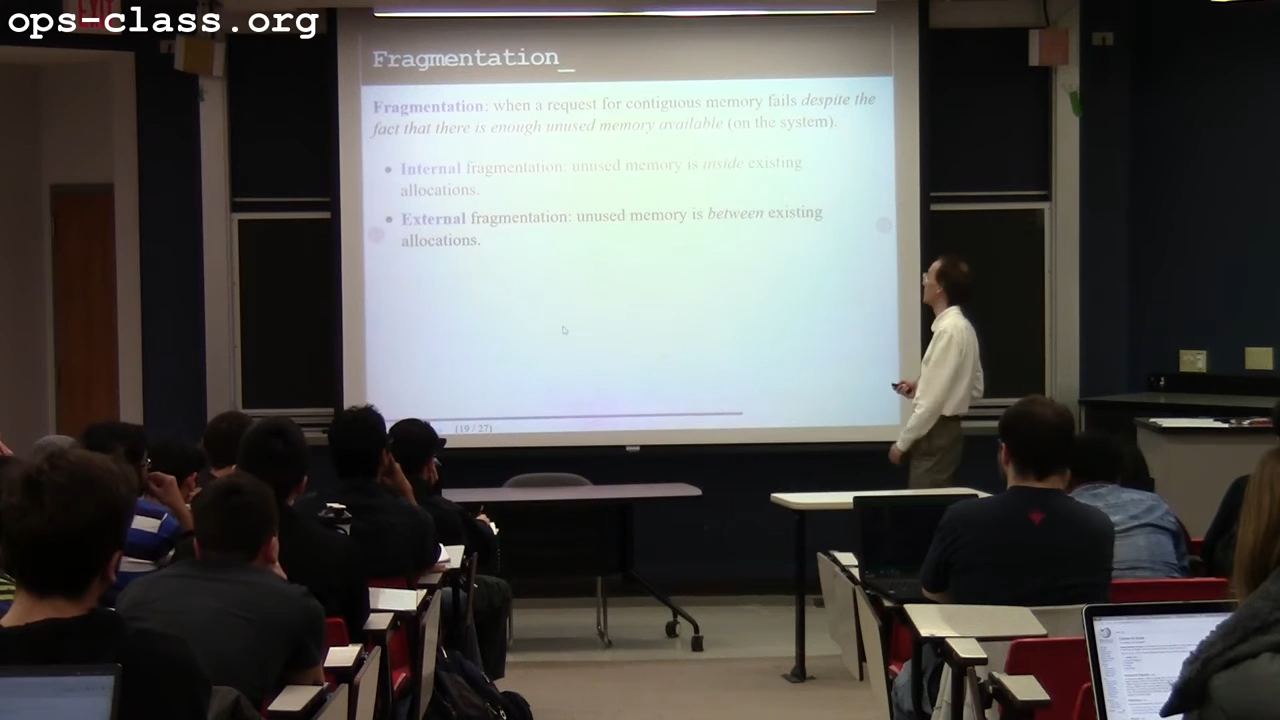 ops-class.org
EXIT
Fragmentation_
Fragmentation: when a request for contiguous memory fails despite the
fact that there is enough unused memory available (on the system).
• Internal fragmentation: unused memory is inside existing
allocations.
• External fragmentation: unused memory is between existing
allocations.
(19 / 27)